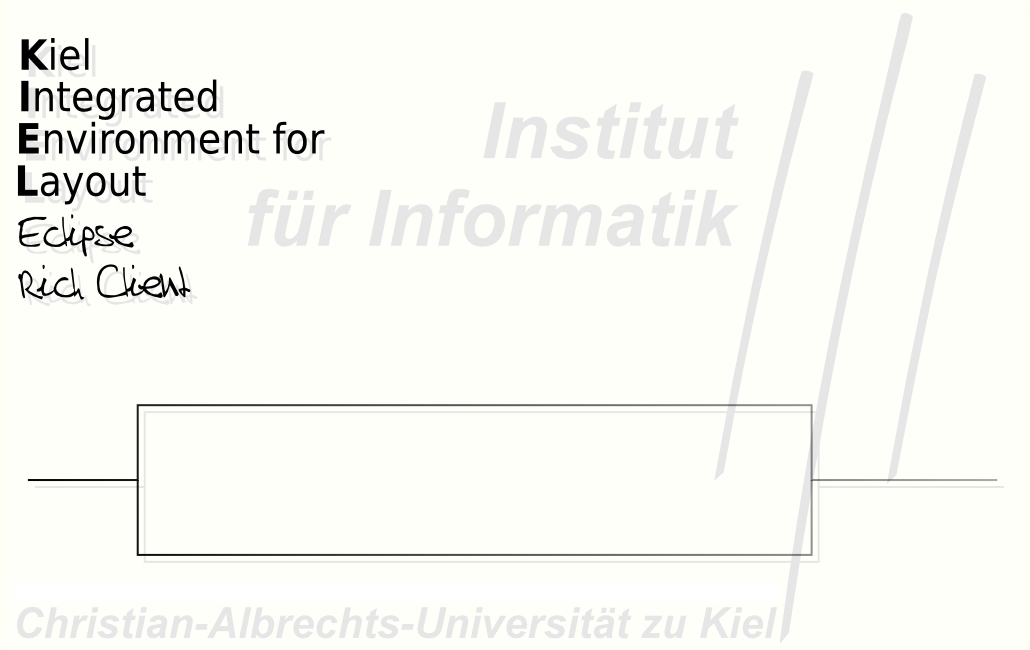 Kiel
Integrated
Environment for
Layout
Eclipse
Rich Client
Institut
für Informatik
Christian-Albrechts-Universität zu Kiel